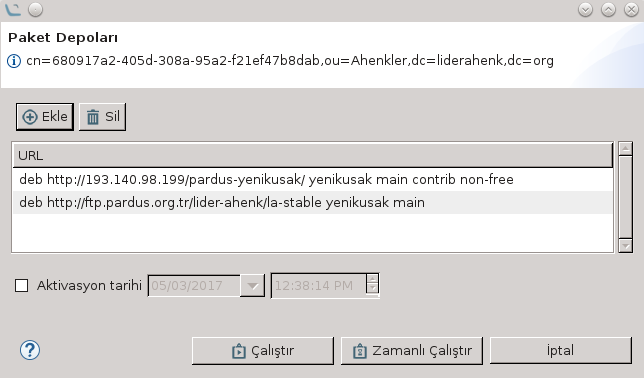 Paket Depoları
cn=680917a2-405d-308a-95a2-f21ef47b8dab,ou=Ahenkler,dc=liderahenk,dc=org
Ekle Sil
URL
deb http://193.140.98.199/pardus-yenikusak/ yenikusak main contrib non-free
deb http://ftp.pardus.org.tr/lider-ahenk/la-stable yenikusak main
Aktivasyon tarihi 05/03/2017 12:38:14 PM
? Çalıştır Zamanlı Çalıştır İptal